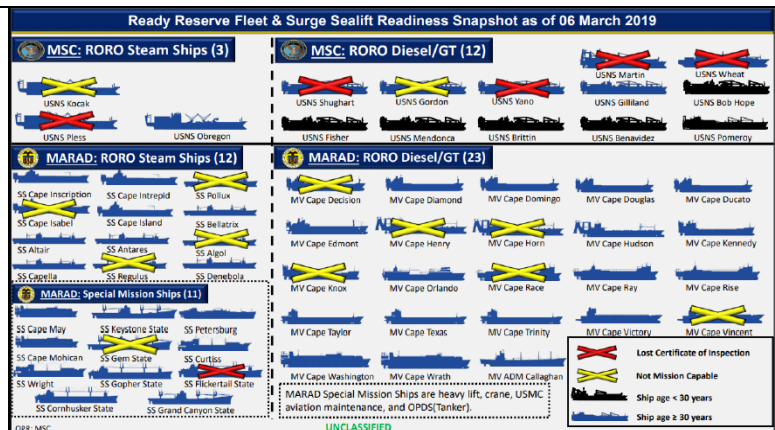 Ready Reserve Fleet & Surge Sealift Readiness Snapshot as of 06 March 2019
MSC: RORO Steam Ships (3)
USNS Kocak
USNS Pless USNS Obregon
MSC: RORO Diesel/GT (12)
USNS Martin USNS Wheat
USNS Shughart USNS Gordon USNS Yano USNS Gilliland USNS Bob Hope
USNS Fisher USNS Mendonca USNS Brittin USNS Benavidez USNS Pomeroy
MARAD: RORO Steam Ships (12)
SS Cape Inscription SS Cape Intrepid SS Pollux
SS Cape Isabel SS Cape Island SS Bellatrix
SS Altair SS Antares SS Algol
SS Capella SS Regulus SS Denebola
MARAD: Special Mission Ships (11)
SS Cape May SS Keystone State SS Petersburg
SS Cape Mohican SS Gem State SS Curtiss
SS Wright SS Gopher State SS Flickertail State
SS Cornhusker State SS Grand Canyon State
MARAD: RORO Diesel/GT (23)
MV Cape Decision MV Cape Diamond MV Cape Domingo MV Cape Douglas MV Cape Ducato
MV Cape Edmont MV Cape Henry MV Cape Horn MV Cape Hudson MV Cape Kennedy
MV Cape Knox MV Cape Orlando MV Cape Race MV Cape Ray MV Cape Rise
MV Cape Taylor MV Cape Texas MV Cape Trinity MV Cape Victory MV Cape Vincent
MV Cape Washington MV Cape Wrath MV ADM Callaghan
MARAD Special Mission Ships are heavy lift, crane, USMC
aviation maintenance, and OPDS(Tanker).
Lost Certificate of Inspection
Not Mission Capable
Ship age < 30 years
Ship age ≥ 30 years
OPR: MSC
UNCLASSIFIED